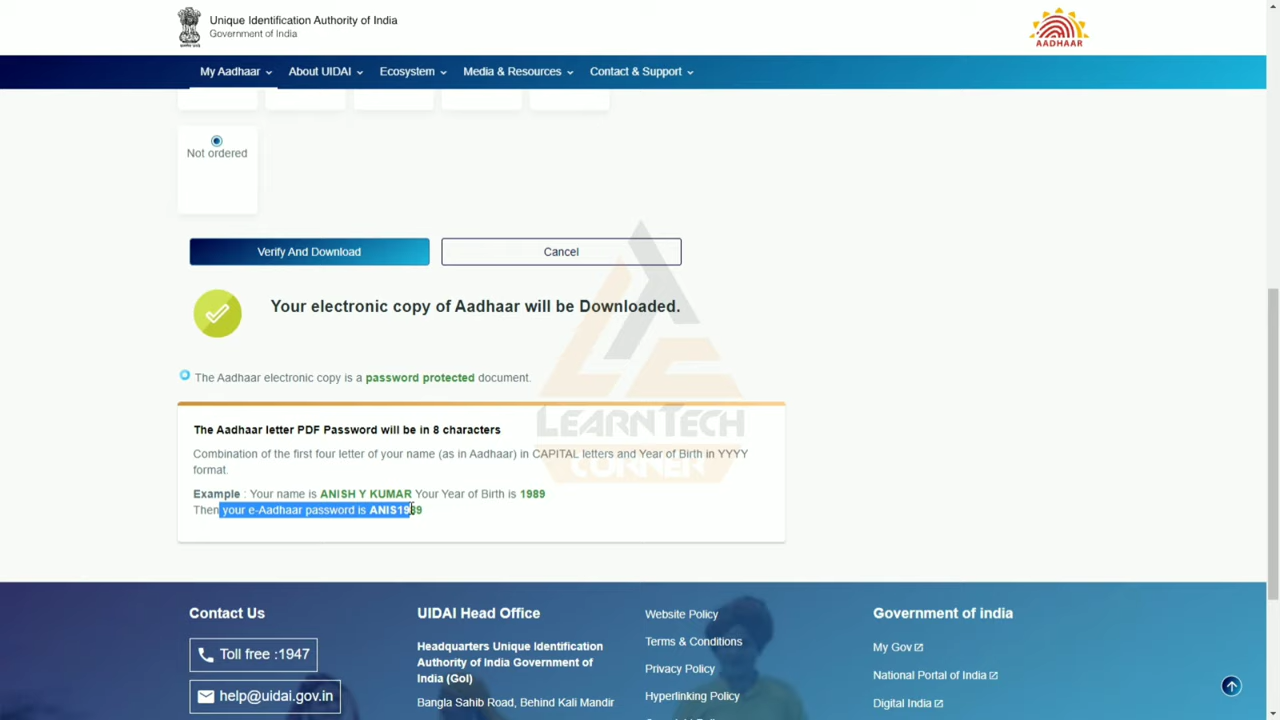 Unique Identification Authority of India
Government of India
AADHAAR
My Aadhaar
About UIDAI
Ecosystem
Media & Resources
Contact & Support
Not ordered
Verify And Download
Cancel
Your electronic copy of Aadhaar will be Downloaded.
The Aadhaar electronic copy is a password protected document.
LEARN TECH
CORNER
The Aadhaar letter PDF Password will be in 8 characters
Combination of the first four letter of your name (as in Aadhaar) in CAPITAL letters and Year of Birth in YYYY
format.
Example : Your name is ANISH Y KUMAR Your Year of Birth is 1989
Then your e-Aadhaar password is ANIS1989
Contact Us
Toll free :1947
help@uidai.gov.in
UIDAI Head Office
Headquarters Unique Identification
Authority of India Government of
India (GoI)
Bangla Sahib Road, Behind Kali Mandir
Website Policy
Terms & Conditions
Privacy Policy
Hyperlinking Policy
Government of india
My Gov
National Portal of India
Digital India